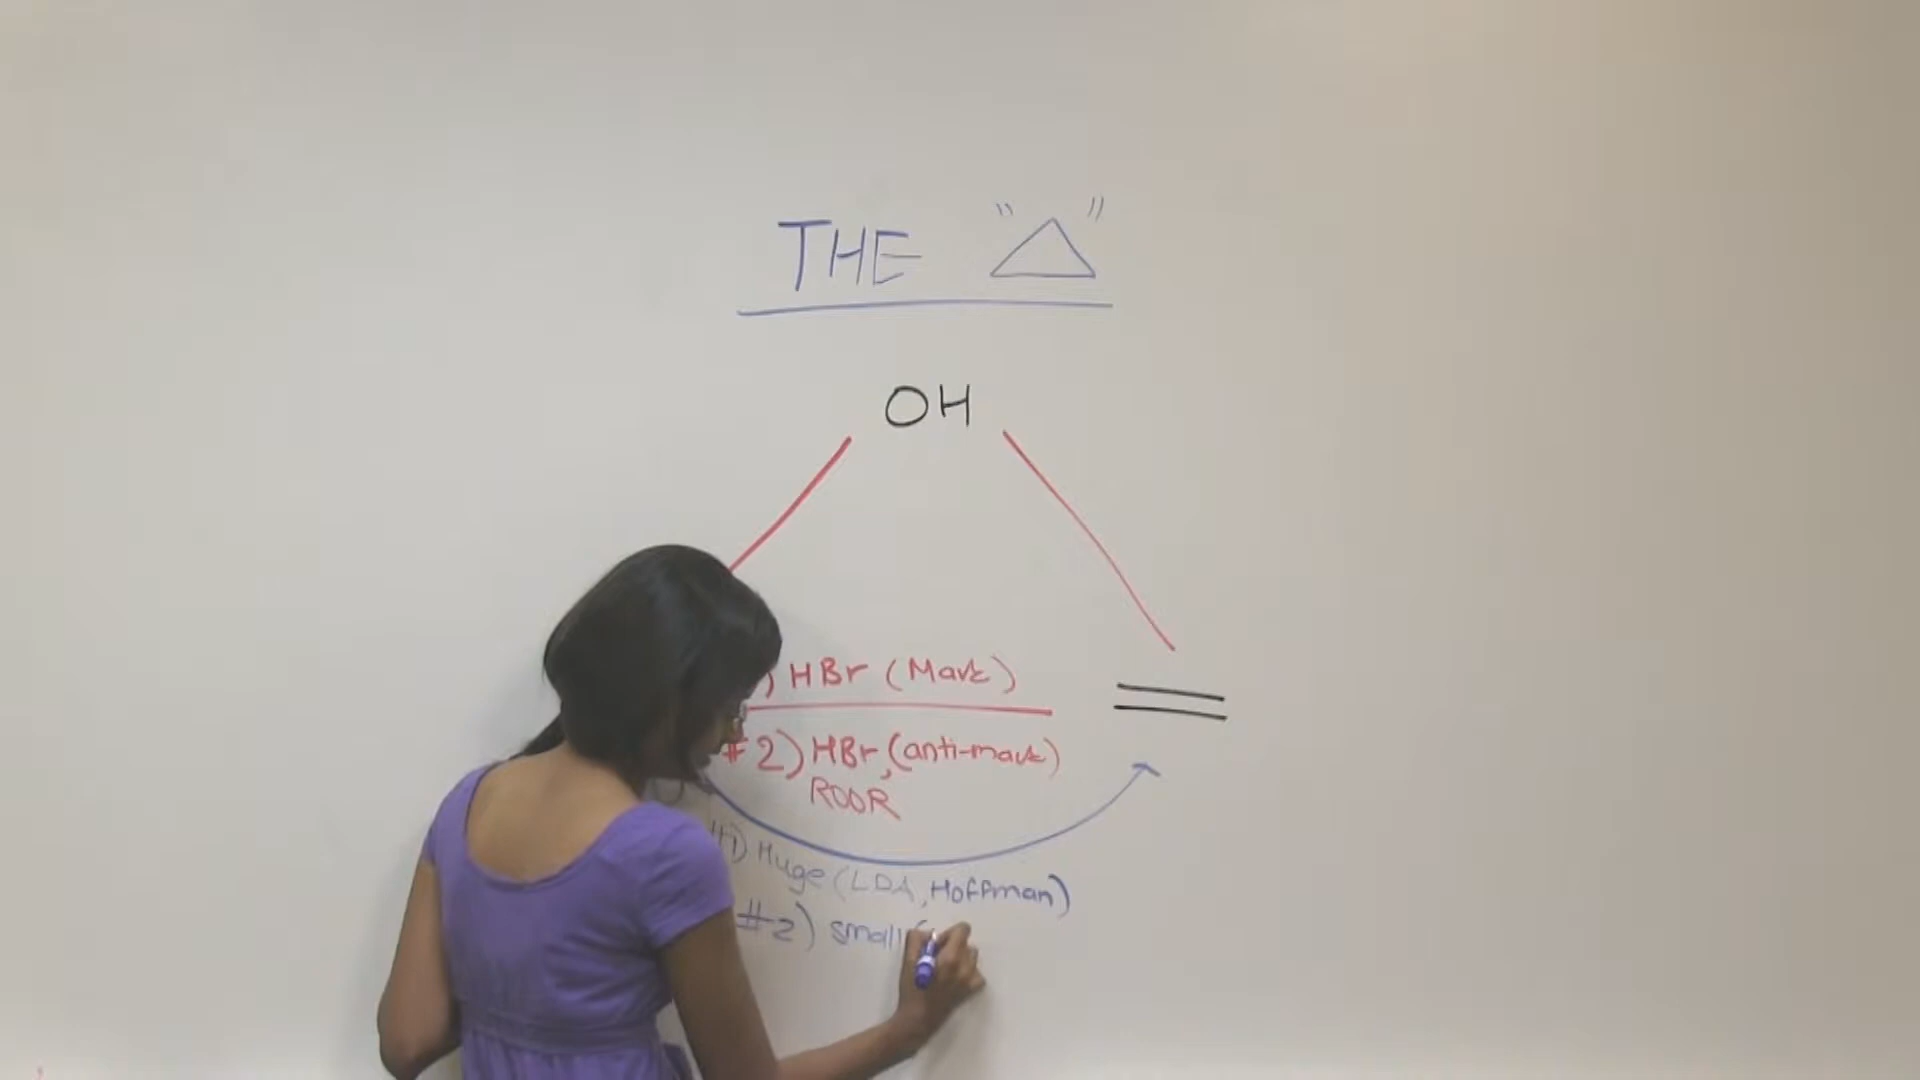 THE "△"
OH
) HBr (Mark)
#2) HBr, (anti-mark)
ROOR
#1) Huge (LDA, Hoffman)
#2) small (